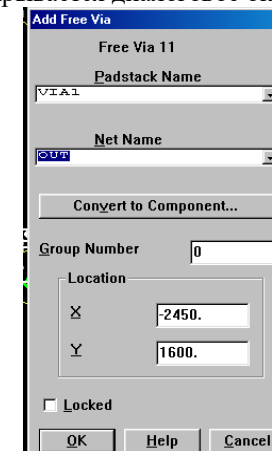 Add Free Via
Free Via 11
Padstack Name
VIA1
Net Name
OUT
Convert to Component...
Group Number 0
Location
X -2450.
Y 1600.
Locked
OK Help Cancel